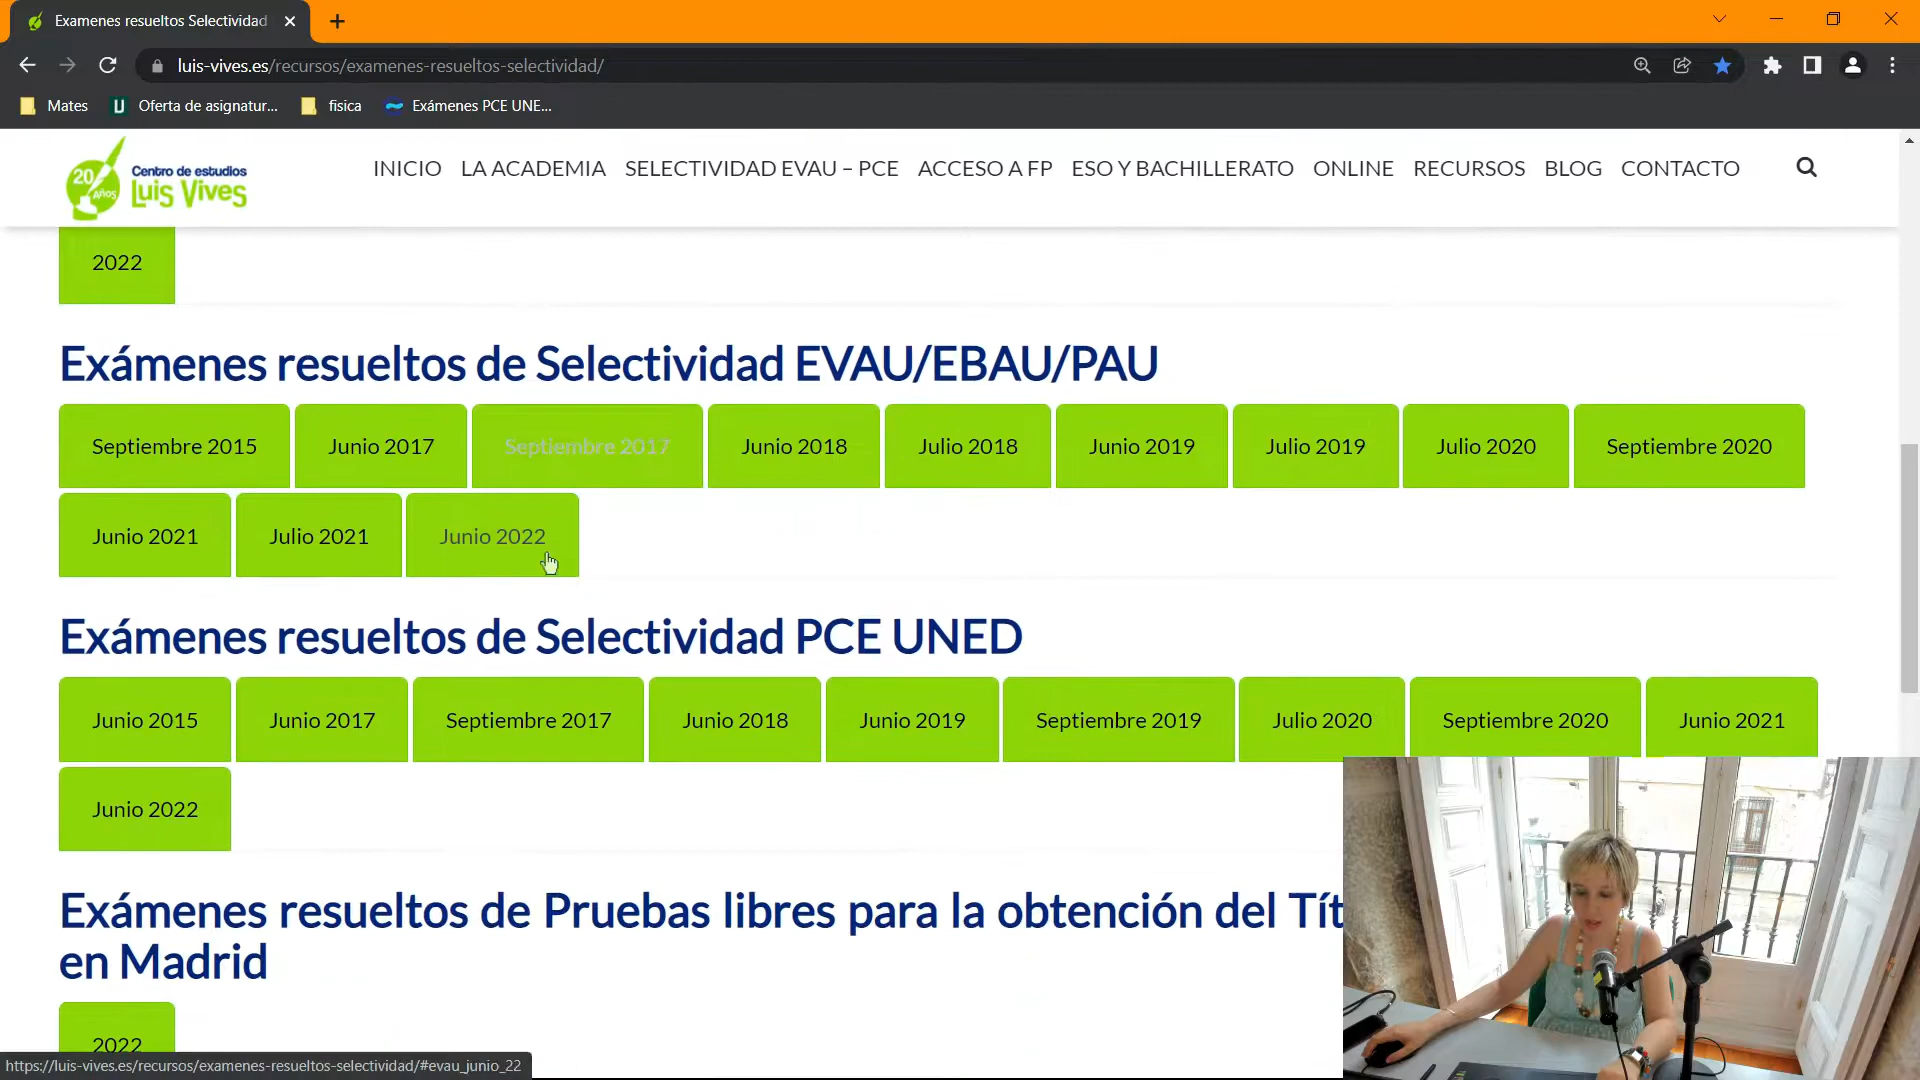 Examenes resueltos Selectividad
luis-vives.es/recursos/examenes-resueltos-selectividad/
Mates
Oferta de asignatur...
fisica
Exámenes PCE UNE...
20
Años
Centro de estudios
Luis Vives
INICIO
LA ACADEMIA
SELECTIVIDAD EVAU – PCE
ACCESO A FP
ESO Y BACHILLERATO
ONLINE
RECURSOS
BLOG
CONTACTO
2022
Exámenes resueltos de Selectividad EVAU/EBAU/PAU
Septiembre 2015
Junio 2017
Septiembre 2017
Junio 2018
Julio 2018
Junio 2019
Julio 2019
Julio 2020
Septiembre 2020
Junio 2021
Julio 2021
Junio 2022
Exámenes resueltos de Selectividad PCE UNED
Junio 2015
Junio 2017
Septiembre 2017
Junio 2018
Junio 2019
Septiembre 2019
Julio 2020
Septiembre 2020
Junio 2021
Junio 2022
Exámenes resueltos de Pruebas libres para la obtención del Tít
en Madrid
2022
https://luis-vives.es/recursos/examenes-resueltos-selectividad/#evau_junio_22